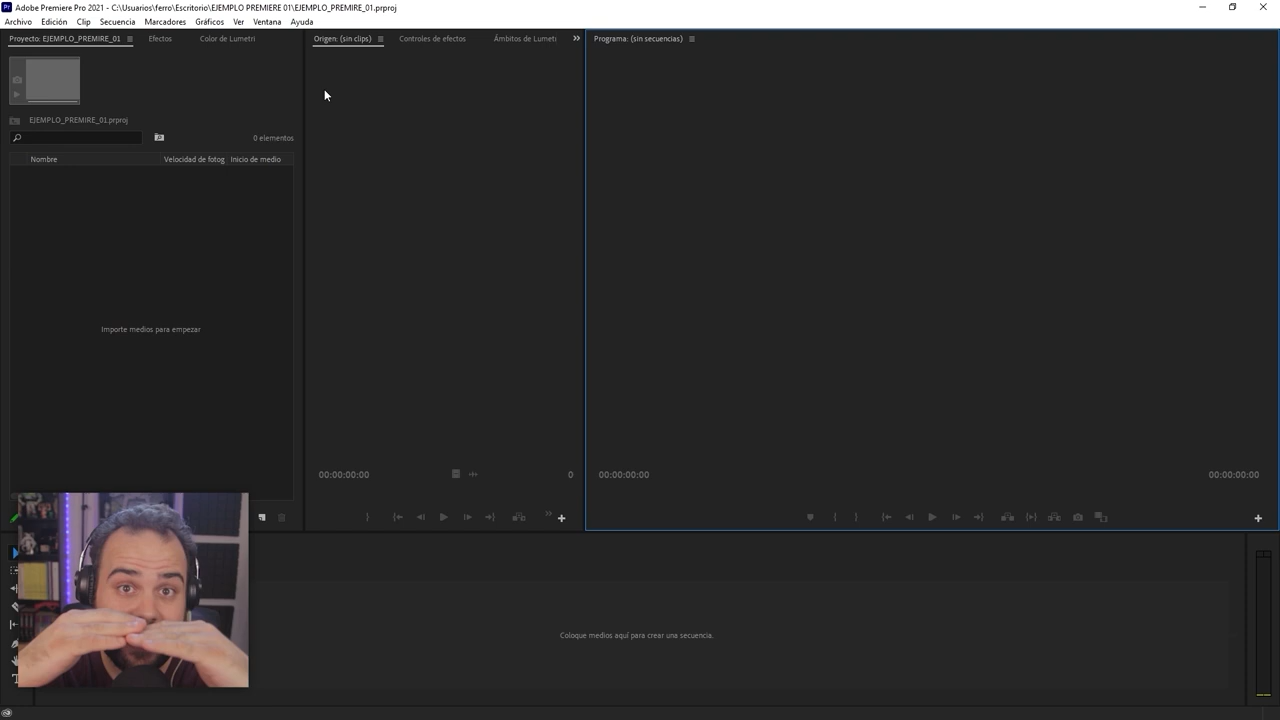 Adobe Premiere Pro 2021 - C:\Usuarios\ferro\Escritorio\EJEMPLO PREMIERE 01\EJEMPLO_PREMIRE_01.prproj
Archivo Edición Clip Secuencia Marcadores Gráficos Ver Ventana Ayuda
Proyecto: EJEMPLO_PREMIRE_01 Efectos Color de Lumetri Origen: (sin clips) Controles de efectos Ámbitos de Lumeti Programa: (sin secuencias)
EJEMPLO_PREMIRE_01.prproj
0 elementos
Nombre Velocidad de fotog Inicio de medio
Importe medios para empezar
00:00:00:00 0 00:00:00:00 00:00:00:00
Coloque medios aquí para crear una secuencia.